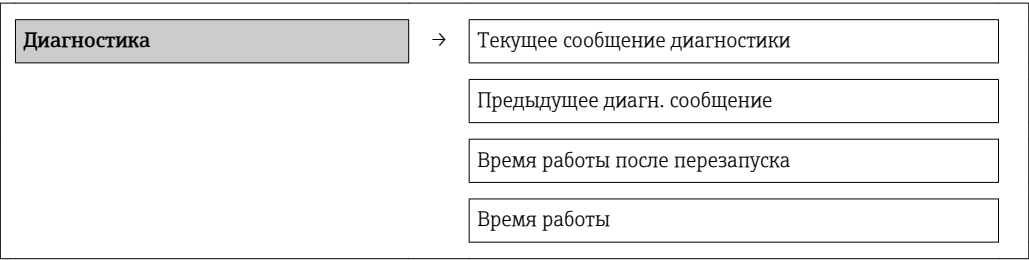 Диагностика → Текущее сообщение диагностики
Предыдущее диагн. сообщение
Время работы после перезапуска
Время работы